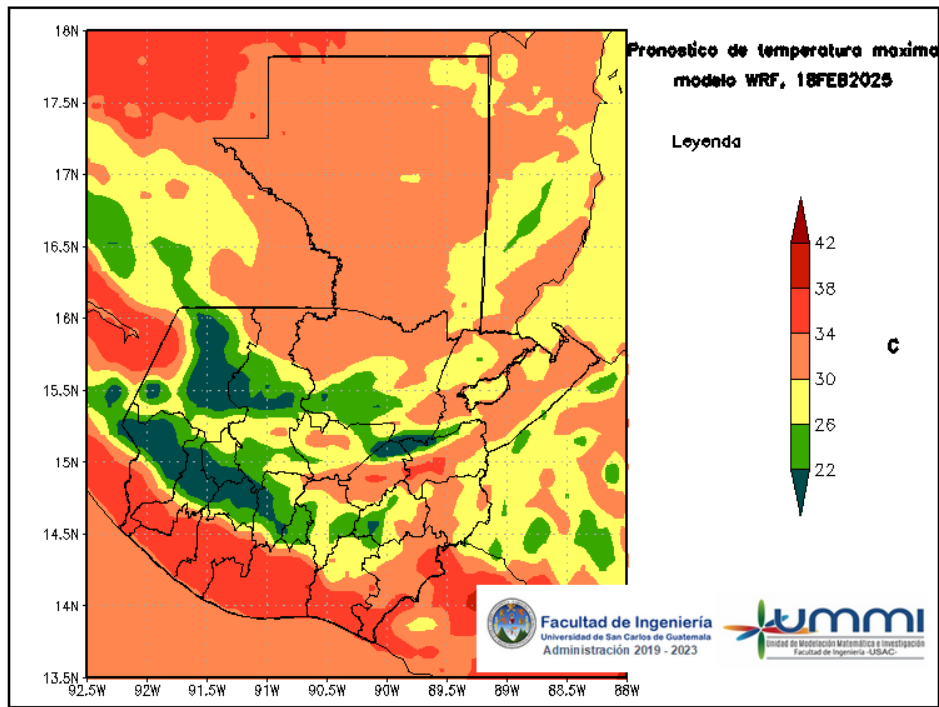 Pronostico de temperatura maxima
modelo WRF, 18FEB2025
Leyenda
42
38
34
30
26
22
C
18N
17.5N
17N
16.5N
16N
15.5N
15N
14.5N
14N
13.5N
92.5W
92W
91.5W
91W
90.5W
90W
89.5W
89W
88.5W
88W
Facultad de Ingeniería
Universidad de San Carlos de Guatemala
Administración 2019 - 2023
UMMI
Unidad de Modelación Matemática e Investigación
Facultad de Ingeniería -USAC-